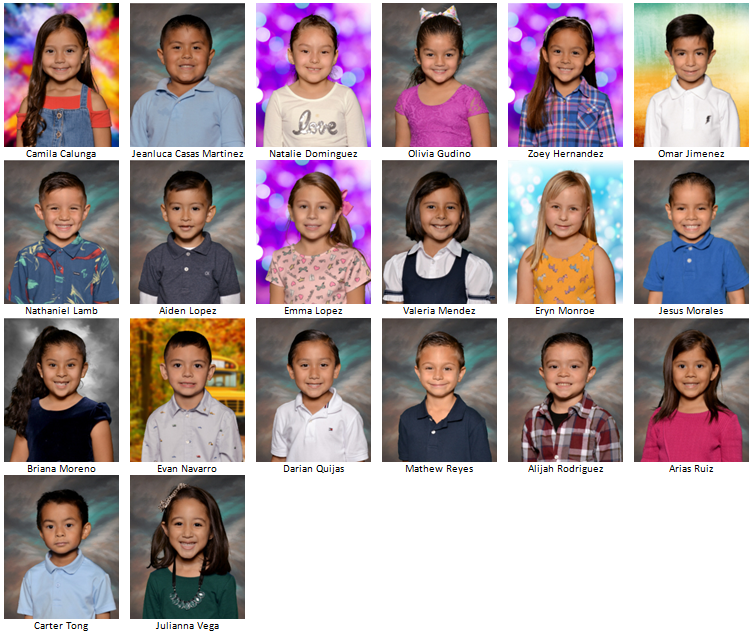 love
Camila Calunga
Jeanluca Casas Martinez
Natalie Dominguez
Olivia Gudino
Zoey Hernandez
Omar Jimenez
Nathaniel Lamb
Aiden Lopez
Emma Lopez
Valeria Mendez
Eryn Monroe
Jesus Morales
Briana Moreno
Evan Navarro
Darian Quijas
Mathew Reyes
Alijah Rodriguez
Arias Ruiz
Carter Tong
Julianna Vega